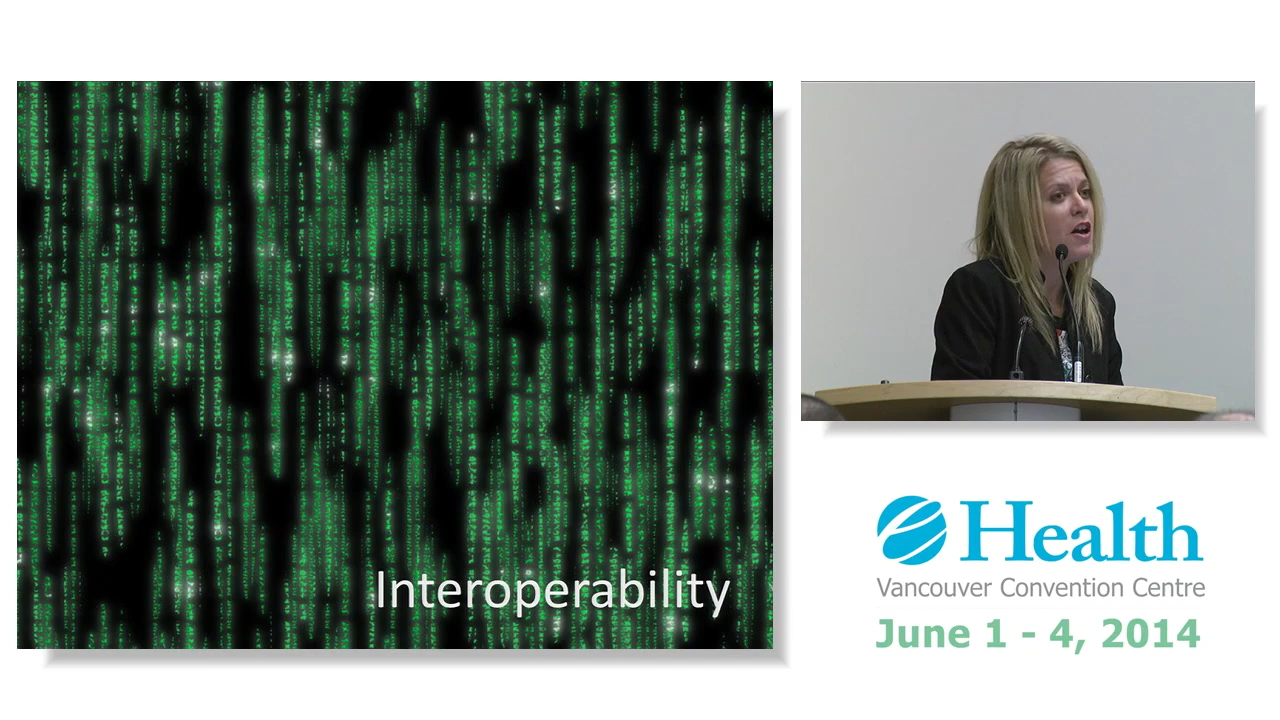 Interoperability
eHealth
Vancouver Convention Centre
June 1 - 4, 2014